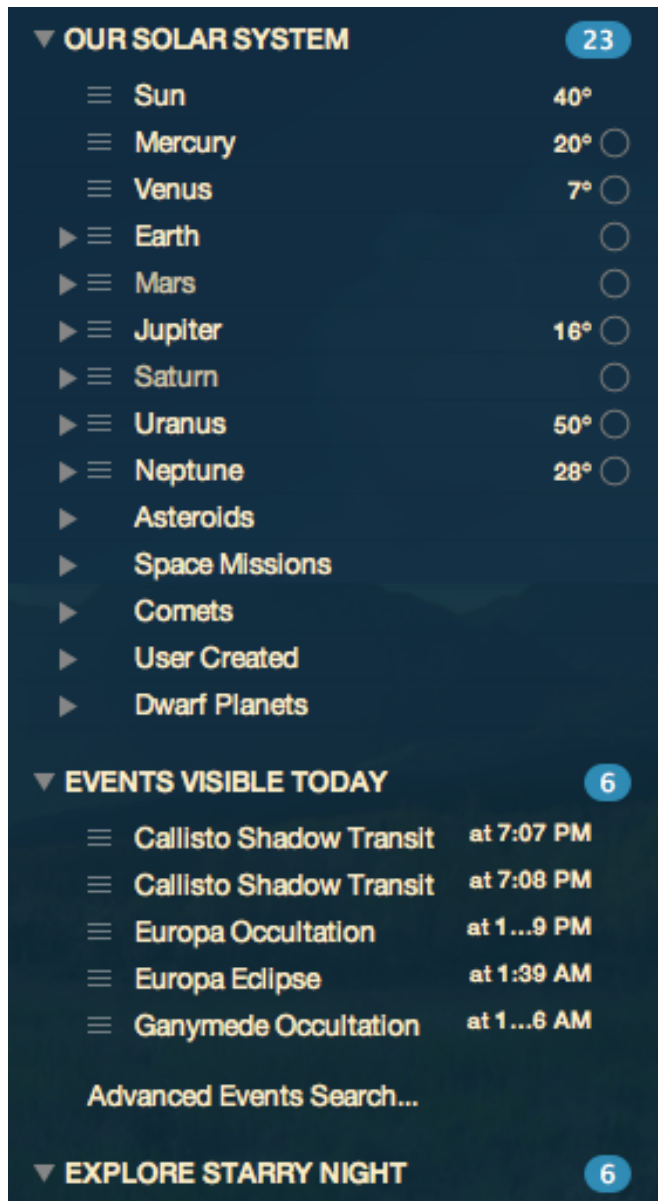 OUR SOLAR SYSTEM 23
Sun 40°
Mercury 20°
Venus 7°
Earth
Mars
Jupiter 16°
Saturn
Uranus 50°
Neptune 28°
Asteroids
Space Missions
Comets
User Created
Dwarf Planets
EVENTS VISIBLE TODAY 6
Callisto Shadow Transit at 7:07 PM
Callisto Shadow Transit at 7:08 PM
Europa Occultation at 1...9 PM
Europa Eclipse at 1:39 AM
Ganymede Occultation at 1...6 AM
Advanced Events Search...
EXPLORE STARRY NIGHT 6